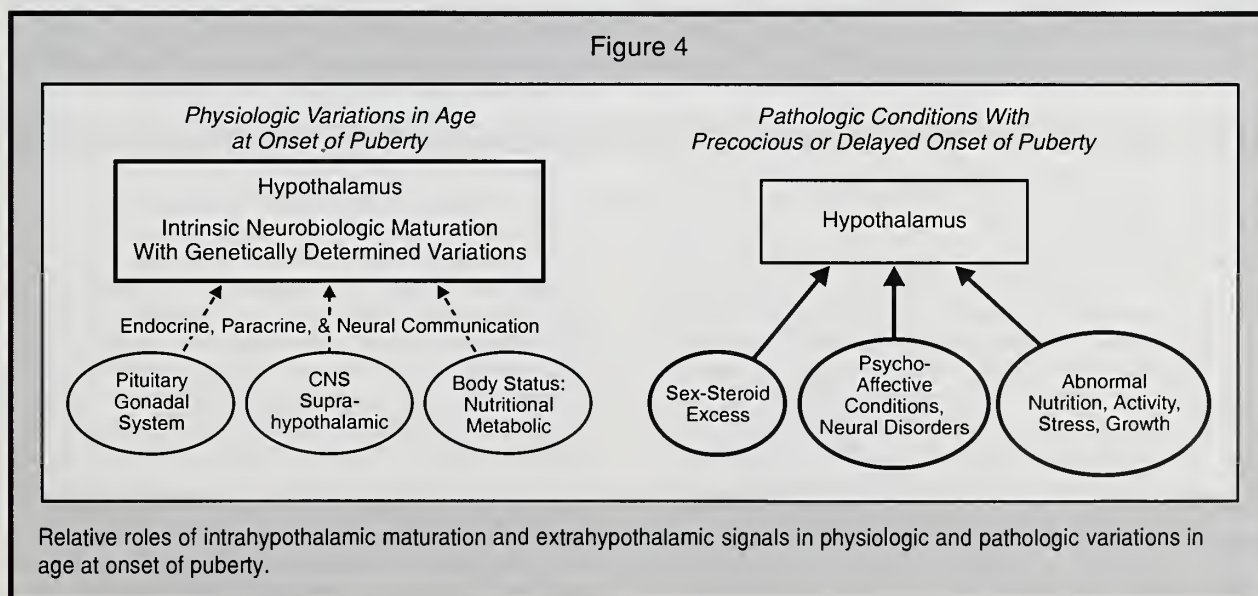 Figure 4
Physiologic Variations in Age
at Onset of Puberty
Hypothalamus
Intrinsic Neurobiologic Maturation
With Genetically Determined Variations
Endocrine, Paracrine, & Neural Communication
Pituitary
Gonadal
System
CNS
Supra-
hypothalamic
Body Status:
Nutritional
Metabolic
Pathologic Conditions With
Precocious or Delayed Onset of Puberty
Hypothalamus
Sex-Steroid
Excess
Psycho-
Affective
Conditions,
Neural Disorders
Abnormal
Nutrition, Activity,
Stress, Growth
Relative roles of intrahypothalamic maturation and extrahypothalamic signals in physiologic and pathologic variations in
age at onset of puberty.